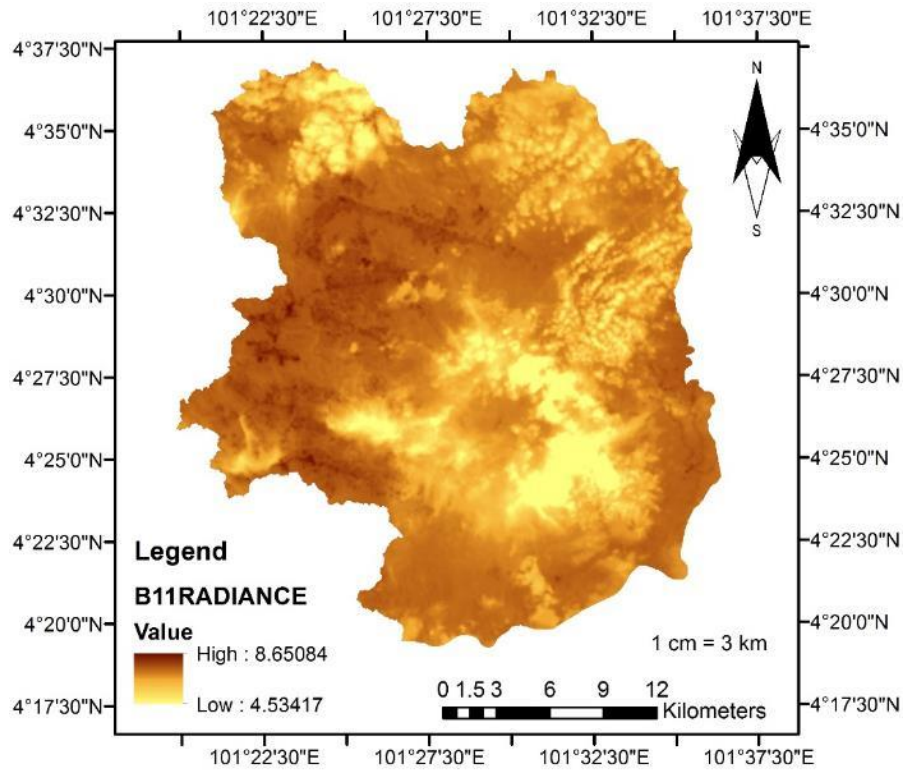 101°22'30"E 101°27'30"E 101°32'30"E 101°37'30"E
4°37'30"N
N
4°35'0"N 4°35'0"N
4°32'30"N 4°32'30"N
S
4°30'0"N 4°30'0"N
4°27'30"N 4°27'30"N
4°25'0"N 4°25'0"N
4°22'30"N 4°22'30"N
Legend
B11RADIANCE
4°20'0"N 4°20'0"N
Value
1 cm = 3 km
High : 8.65084
0 1.5 3 6 9 12
Low : 4.53417
Kilometers
4°17'30"N 4°17'30"N
101°22'30"E 101°27'30"E 101°32'30"E 101°37'30"E